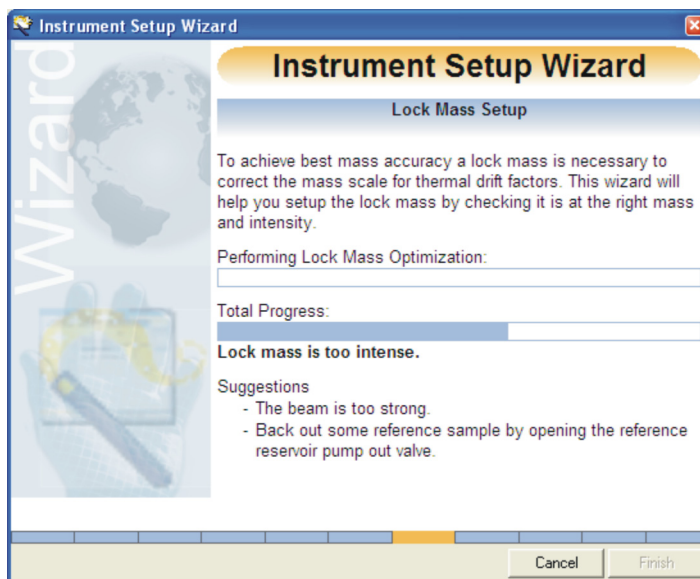 Instrument Setup Wizard
Wizard
Instrument Setup Wizard
Lock Mass Setup
To achieve best mass accuracy a lock mass is necessary to
correct the mass scale for thermal drift factors. This wizard will
help you setup the lock mass by checking it is at the right mass
and intensity.
Performing Lock Mass Optimization:
Total Progress:
Lock mass is too intense.
Suggestions
- The beam is too strong.
- Back out some reference sample by opening the reference
reservoir pump out valve.
Cancel
Finish